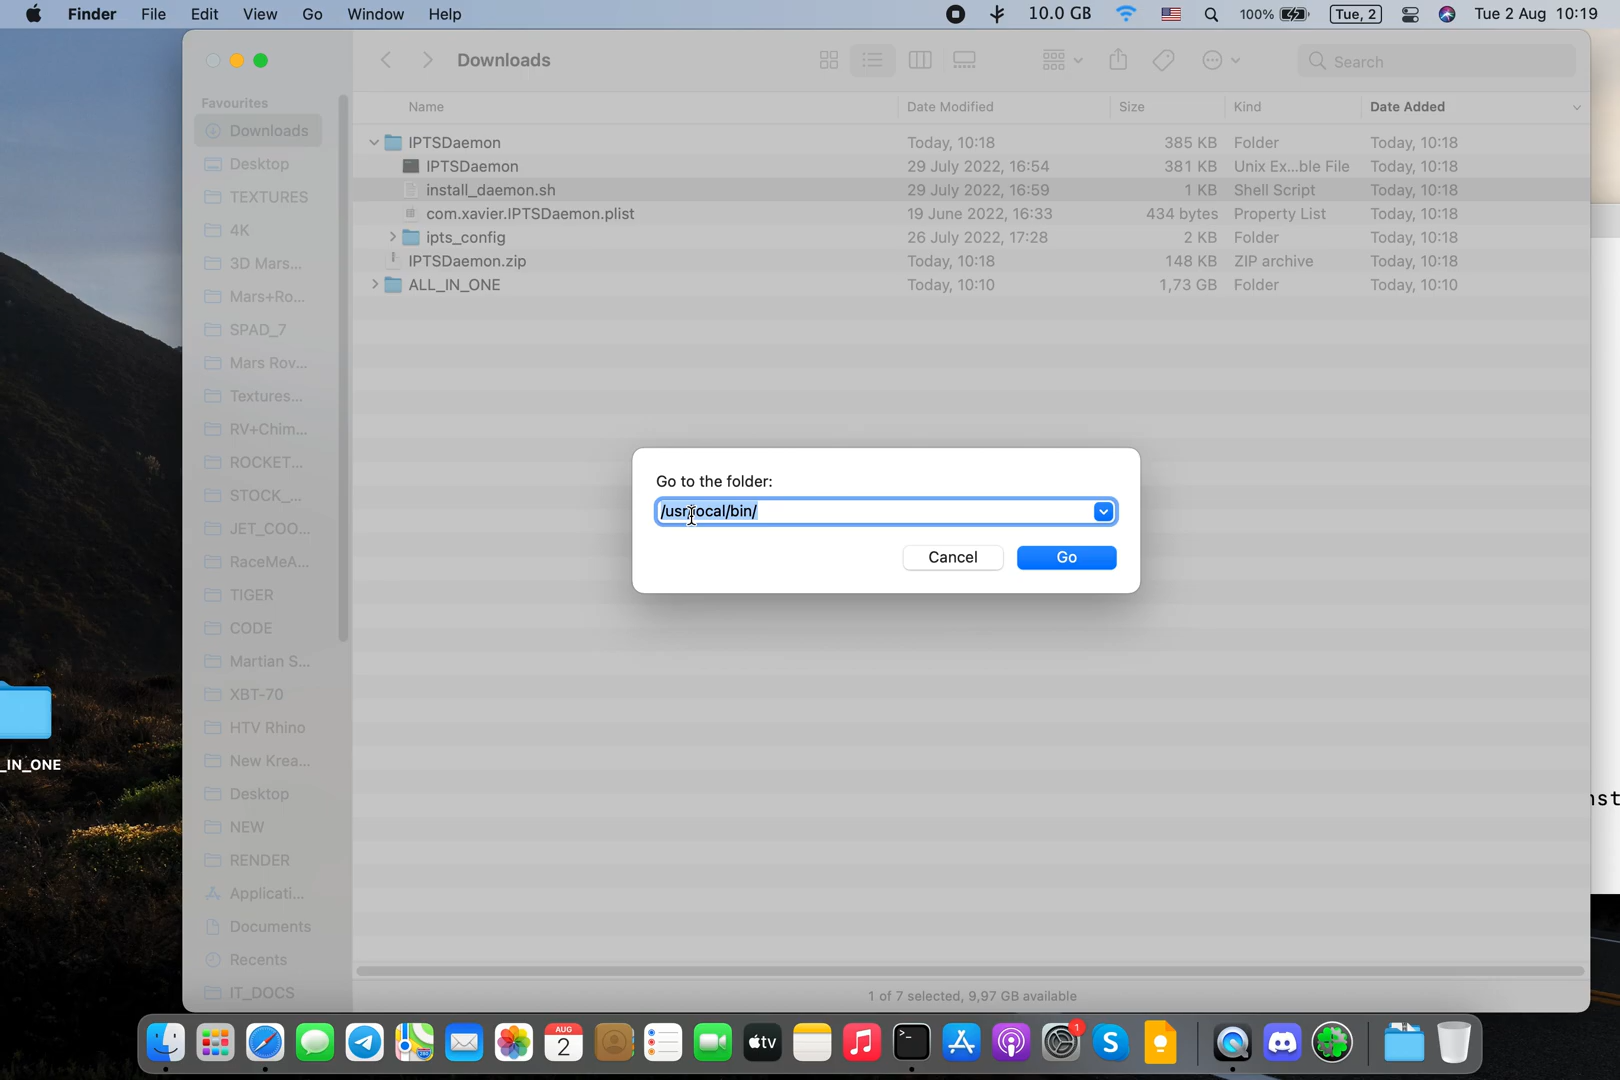 Finder File Edit View Go Window Help 10.0 GB 100% Tue, 2 Tue 2 Aug 10:19
Downloads Search
Favourites
Name Date Modified Size Kind Date Added
Downloads
Desktop
TEXTURES
4K
3D Mars...
Mars+Ro...
SPAD_7
Mars Rov...
Textures...
RV+Chim...
ROCKET...
STOCK_...
JET_COO...
RaceMeA...
TIGER
CODE
Martian S...
XBT-70
HTV Rhino
New Krea...
Desktop
NEW
RENDER
Applicati...
Documents
Recents
IT_DOCS
IPTSDaemon Today, 10:18 385 KB Folder Today, 10:18
IPTSDaemon 29 July 2022, 16:54 381 KB Unix Ex...ble File Today, 10:18
install_daemon.sh 29 July 2022, 16:59 1 KB Shell Script Today, 10:18
com.xavier.IPTSDaemon.plist 19 June 2022, 16:33 434 bytes Property List Today, 10:18
ipts_config 26 July 2022, 17:28 2 KB Folder Today, 10:18
IPTSDaemon.zip Today, 10:18 148 KB ZIP archive Today, 10:18
ALL_IN_ONE Today, 10:10 1,73 GB Folder Today, 10:10
Go to the folder:
/usr/local/bin/
Cancel Go
_IN_ONE
1 of 7 selected, 9,97 GB available
AUG
2
tv
1